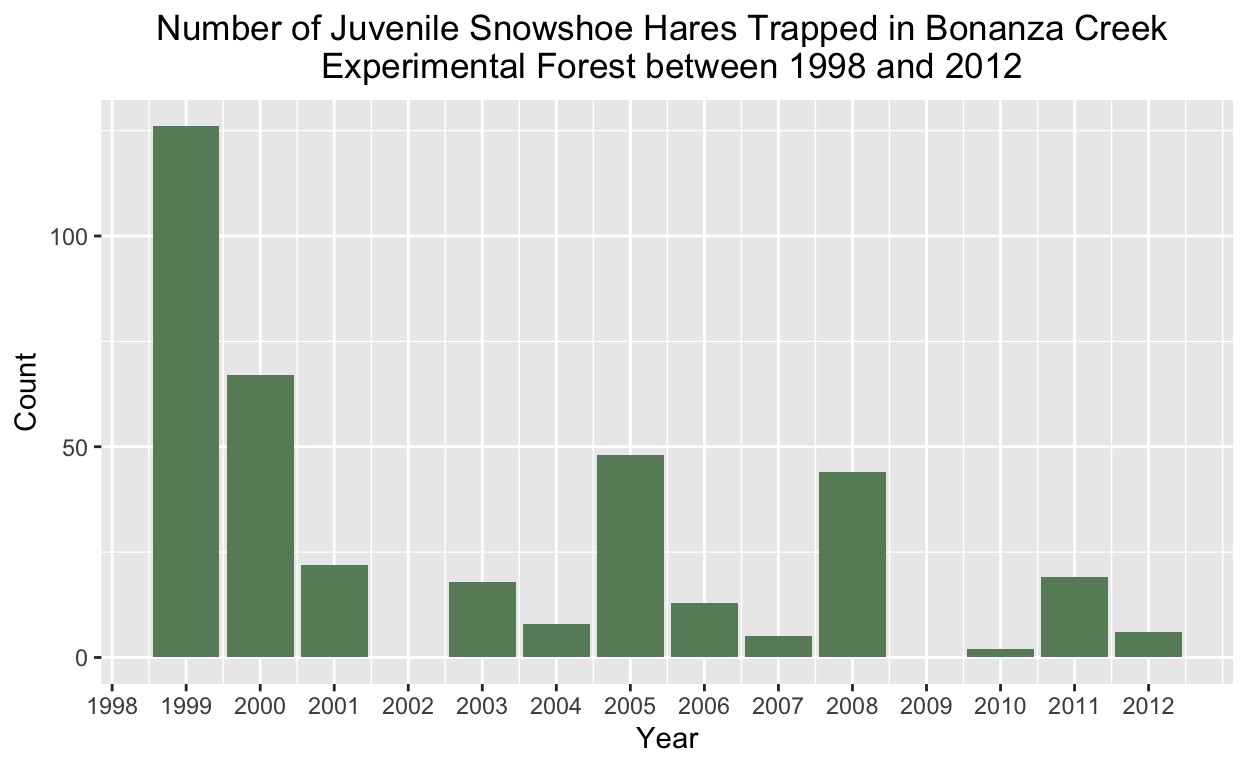 Number of Juvenile Snowshoe Hares Trapped in Bonanza Creek
Experimental Forest between 1998 and 2012
Count
100
50
0
1998 1999 2000 2001 2002 2003 2004 2005 2006 2007 2008 2009 2010 2011 2012
Year